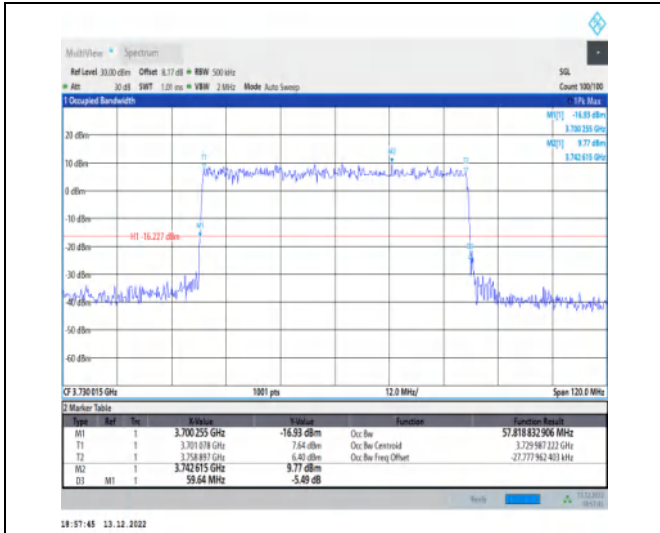 MultiView Spectrum
Ref Level 30.00 dBm Offset 8.17 dB RBW 500 kHz SGL
Att 30 dB SWT 1.01 ms VBW 2 MHz Mode Auto Sweep Count 100/100
1 Occupied Bandwidth 1Pk Max
M1[1] -16.93 dBm
3.700 255 GHz
M2[1] 9.77 dBm
3.742 615 GHz
20 dBm
10 dBm
0 dBm
-10 dBm
H1 -16.227 dBm
-20 dBm
-30 dBm
-40 dBm
-50 dBm
-60 dBm
T1
M2
M1
CF 3.730 015 GHz 1001 pts 12.0 MHz/ Span 120.0 MHz
2 Marker Table
Type Ref Trc X-Value Y-Value Function Function Result
M1 1 3.700 255 GHz -16.93 dBm Occ Bw 57.818 832 906 MHz
T1 1 3.701 078 GHz 7.64 dBm Occ Bw Centroid 3.729 987 222 GHz
T2 1 3.758 897 GHz 6.40 dBm Occ Bw Freq Offset -27.777 962 403 kHz
M2 1 3.742 615 GHz 9.77 dBm
D3 M1 1 59.64 MHz -5.49 dB
Ready 13.12.2022
18:57:45
18:57:45 13.12.2022